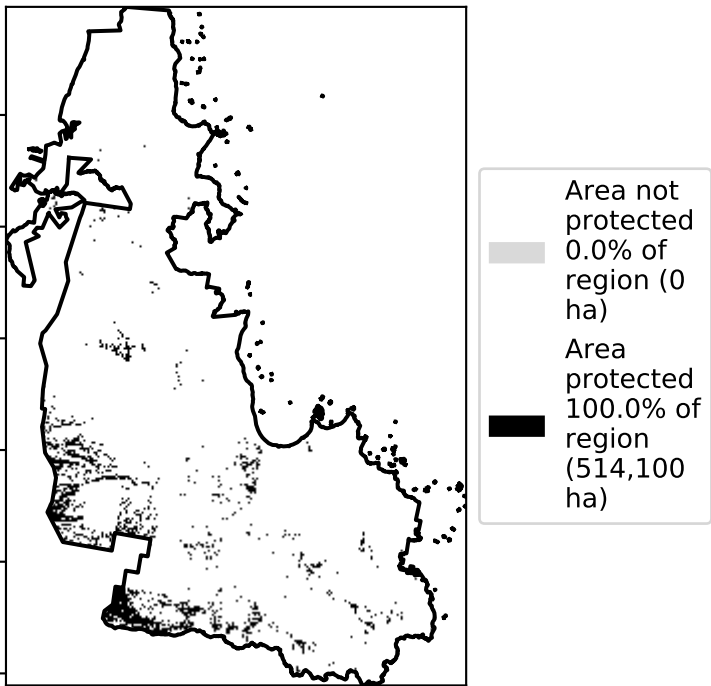 Area not
protected
0.0% of
region (0
ha)
Area
protected
100.0% of
region
(514,100
ha)